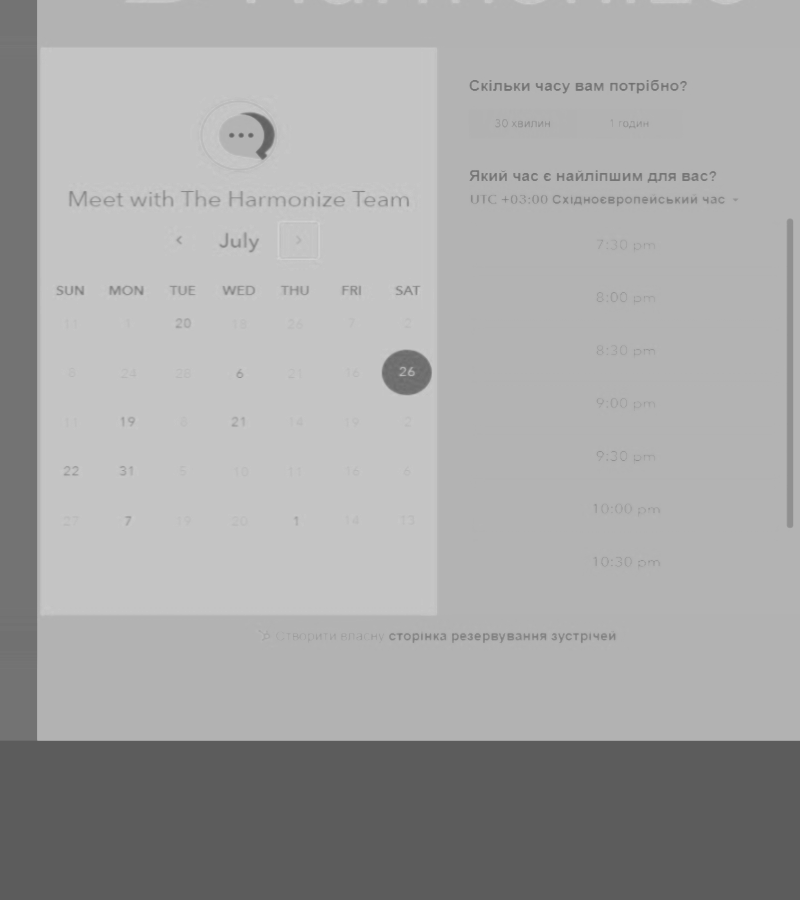 Harmonize
Meet with The Harmonize Team
‹ July ›
SUN MON TUE WED THU FRI SAT
11 1 20 18 26 7 2
8 24 28 6 21 16 26
11 19 21 14 19 2
22 31 5 10 11 16 6
27 7 19 20 1 14 13
Скільки часу вам потрібно?
30 хвилин 1 годин
Який час є найліпшим для вас?
UTC +03:00 Східноєвропейський час
7:30 pm
8:00 pm
8:30 pm
9:00 pm
9:30 pm
10:00 pm
10:30 pm
Створити власну сторінка резервування зустрічей